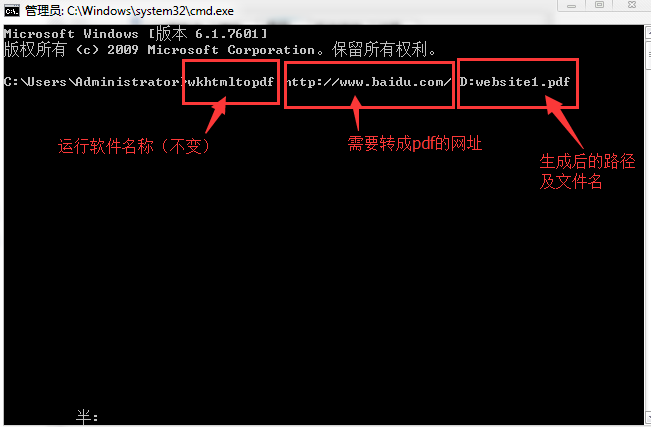 管理员: C:\Windows\system32\cmd.exe
Microsoft Windows [版本 6.1.7601]
版权所有 (c) 2009 Microsoft Corporation。保留所有权利。
C:\Users\Administrator>wkhtmltopdf http://www.baidu.com/ D:website1.pdf
运行软件名称（不变）
需要转成pdf的网址
生成后的路径
及文件名
半: